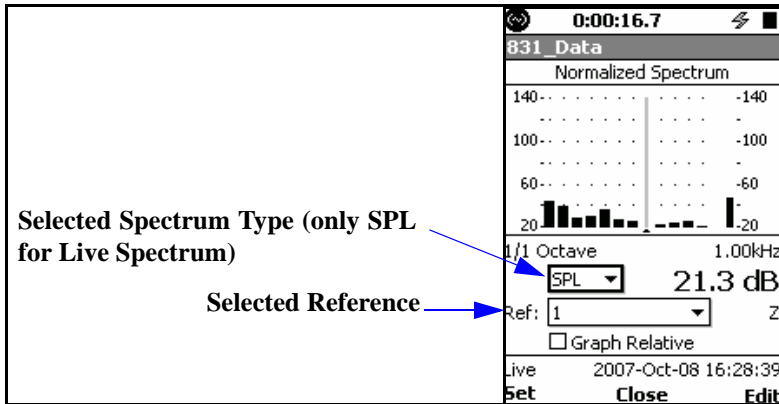 0:00:16.7
831_Data
Normalized Spectrum
140 -140
100 -100
60 -60
20 -20
Selected Spectrum Type (only SPL
for Live Spectrum)
1/1 Octave 1.00kHz
SPL 21.3 dB
Selected Reference
Ref: 1 Z
Graph Relative
Live 2007-Oct-08 16:28:39
Set Close Edit